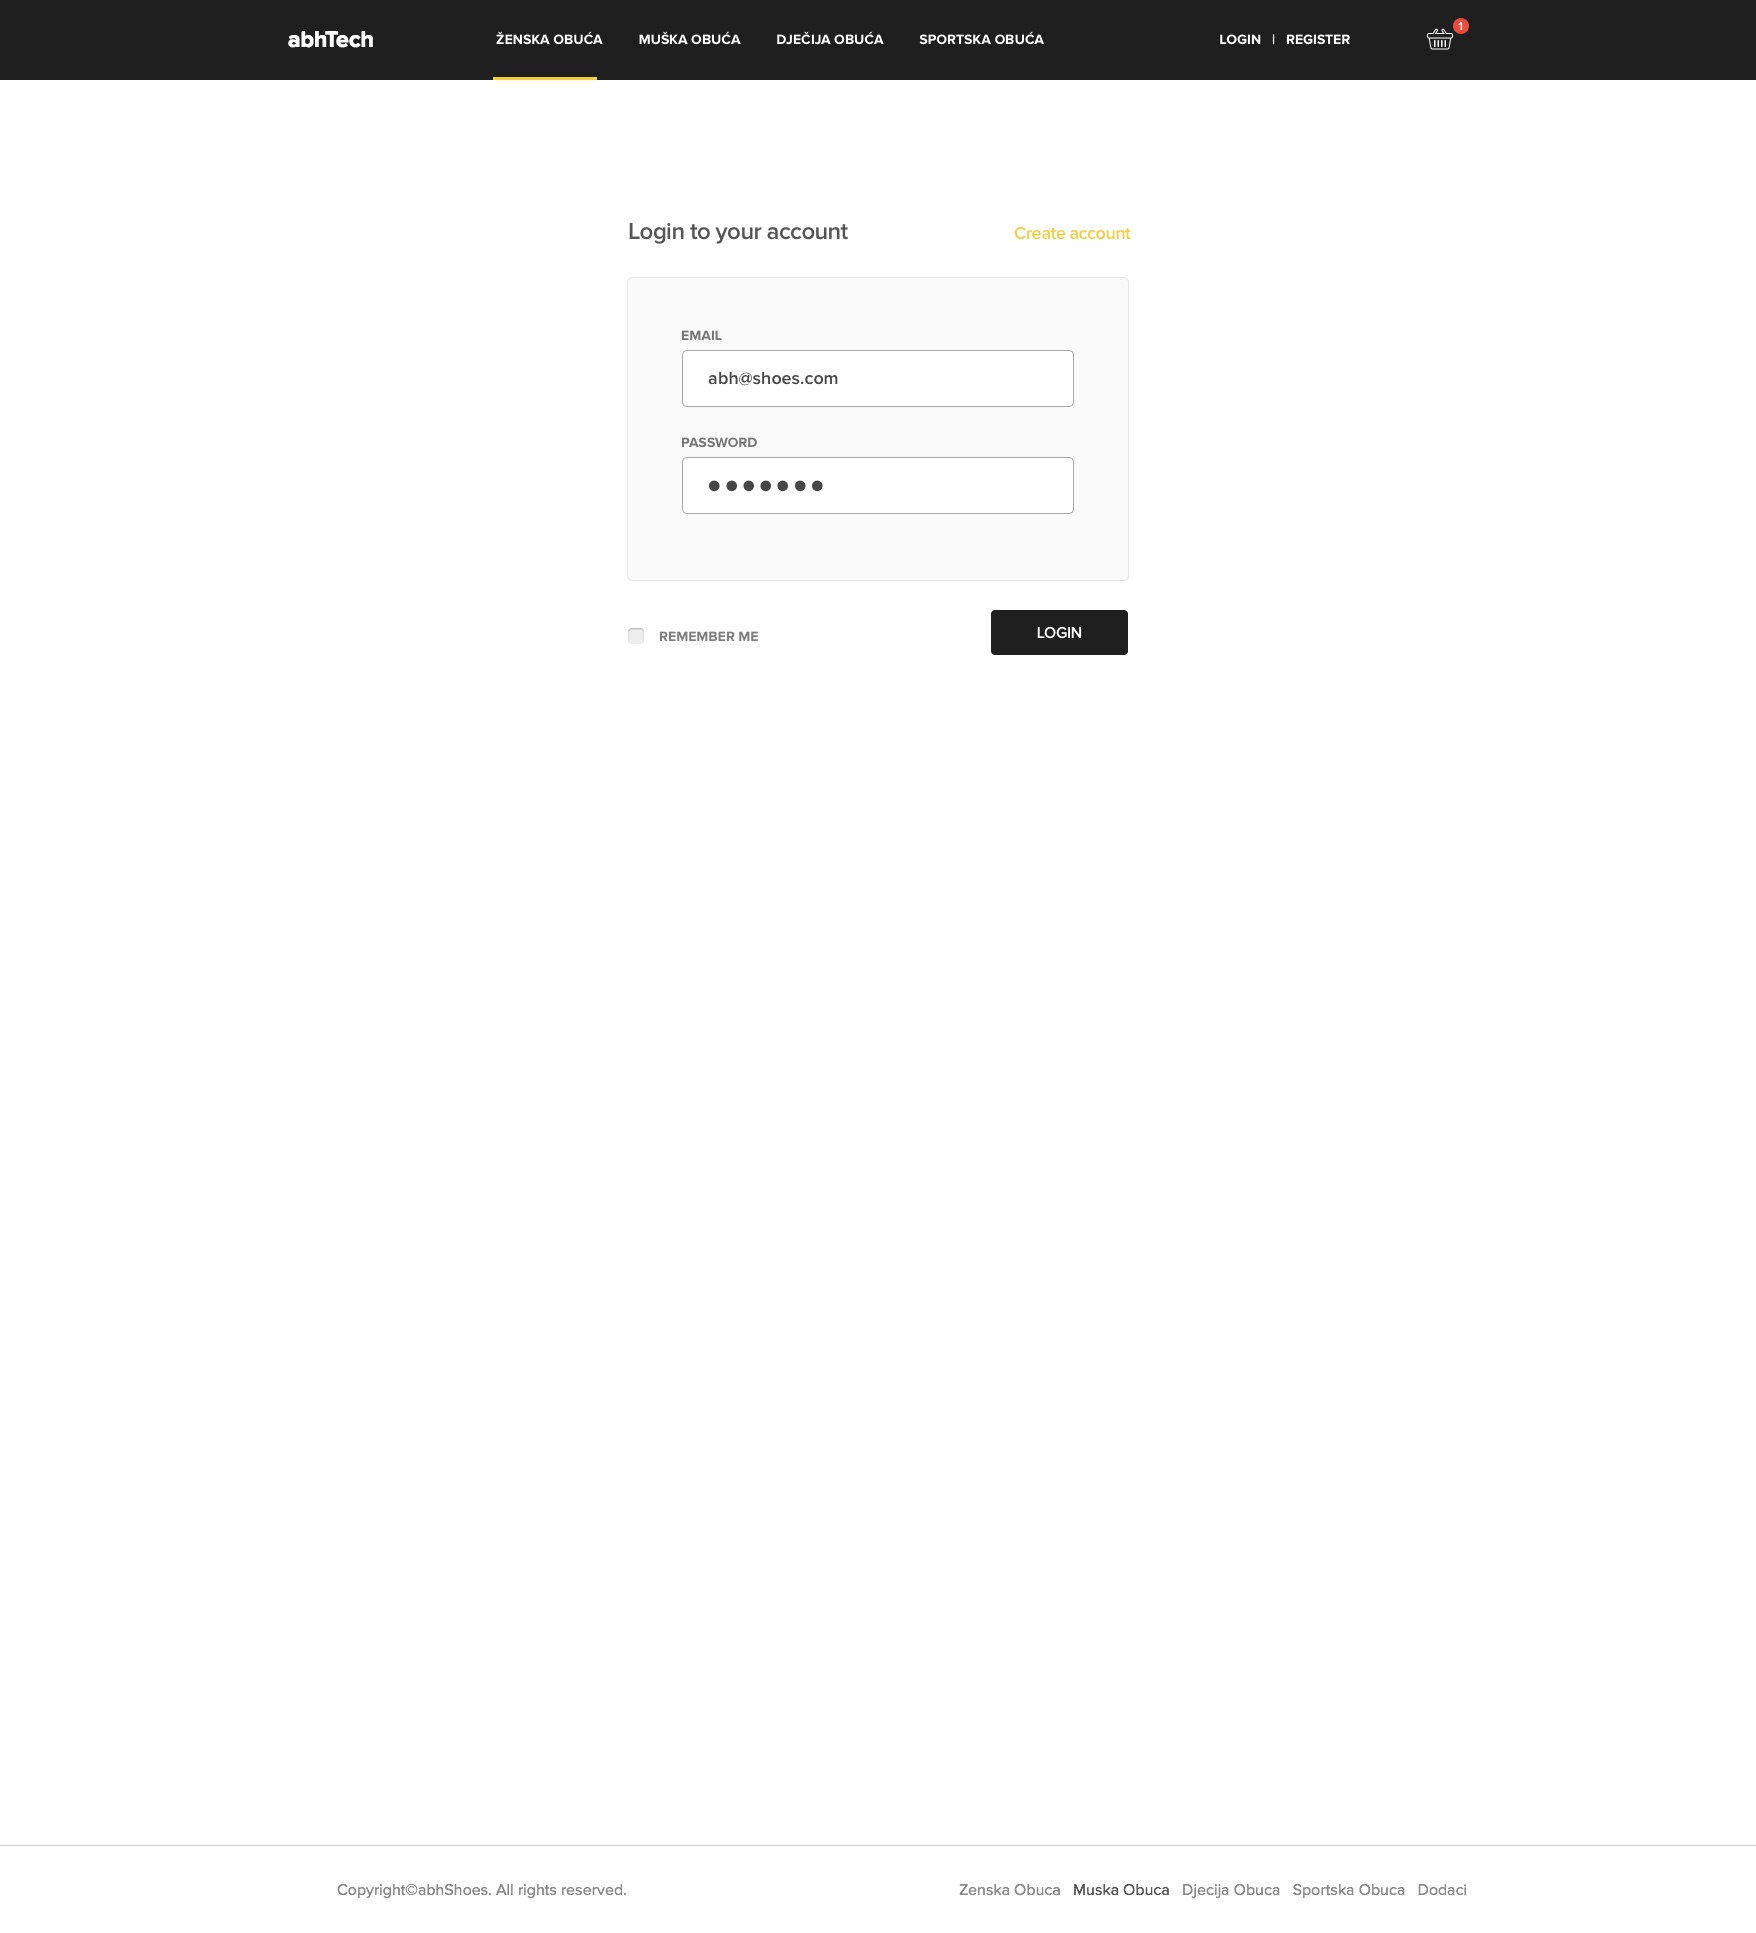 abhTech ŽENSKA OBUĆA MUŠKA OBUĆA DJEČIJA OBUĆA SPORTSKA OBUĆA LOGIN | REGISTER 1
Login to your account Create account
EMAIL
abh@shoes.com
PASSWORD
REMEMBER ME LOGIN
Copyright©abhShoes. All rights reserved. Zenska Obuca Muska Obuca Djecija Obuca Sportska Obuca Dodaci